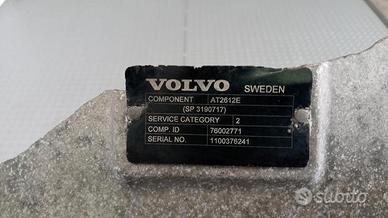 VOLVO SWEDEN
COMPONENT AT2612E
(SP 3190717)
SERVICE CATEGORY 2
COMP. ID 76002771
SERIAL NO. 1100376241
subito